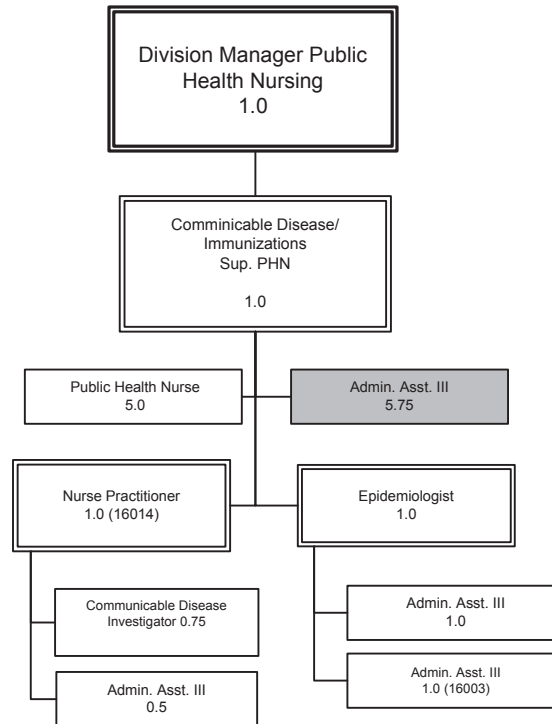 Division Manager Public
Health Nursing
1.0
Comminicable Disease/
Immunizations
Sup. PHN
1.0
Public Health Nurse
5.0
Admin. Asst. III
5.75
Nurse Practitioner
1.0 (16014)
Epidemiologist
1.0
Communicable Disease
Investigator 0.75
Admin. Asst. III
0.5
Admin. Asst. III
1.0
Admin. Asst. III
1.0 (16003)